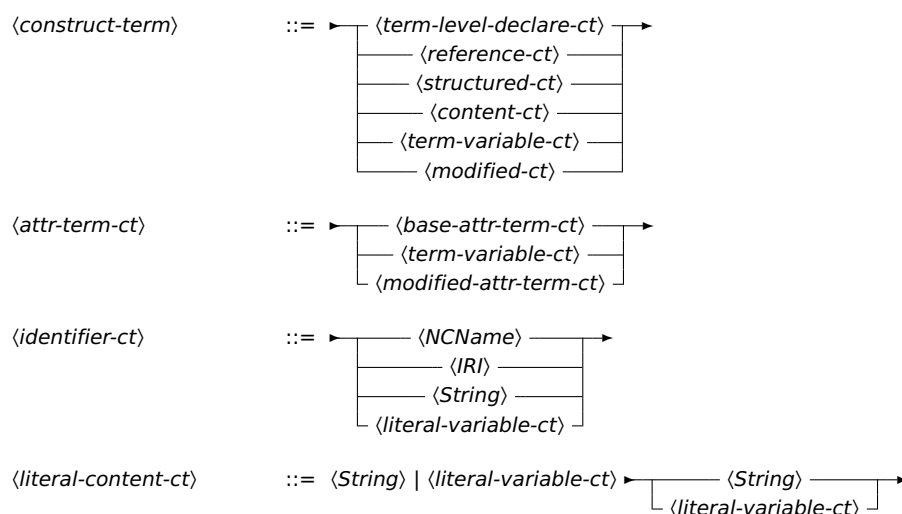 ⟨construct-term⟩ ::= ⟨term-level-declare-ct⟩
⟨reference-ct⟩
⟨structured-ct⟩
⟨content-ct⟩
⟨term-variable-ct⟩
⟨modified-ct⟩
⟨attr-term-ct⟩ ::= ⟨base-attr-term-ct⟩
⟨term-variable-ct⟩
⟨modified-attr-term-ct⟩
⟨identifier-ct⟩ ::= ⟨NCName⟩
⟨IRI⟩
⟨String⟩
⟨literal-variable-ct⟩
⟨literal-content-ct⟩ ::= ⟨String⟩ | ⟨literal-variable-ct⟩ ⟨String⟩
⟨literal-variable-ct⟩